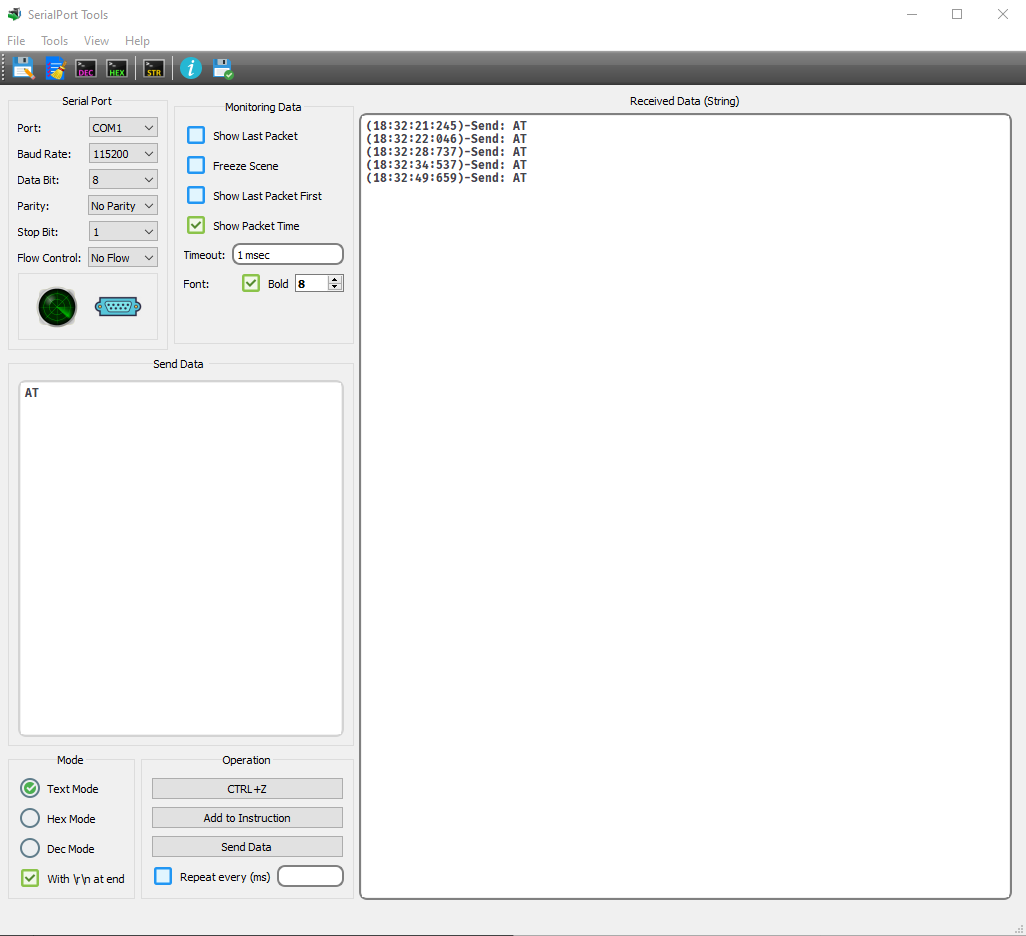 SerialPort Tools
File Tools View Help
DEC HEX STR
Serial Port
Port: COM1
Baud Rate: 115200
Data Bit: 8
Parity: No Parity
Stop Bit: 1
Flow Control: No Flow
Monitoring Data
Show Last Packet
Freeze Scene
Show Last Packet First
Show Packet Time
Timeout: 1 msec
Font: Bold 8
Received Data (String)
(18:32:21:245)-Send: AT
(18:32:22:046)-Send: AT
(18:32:28:737)-Send: AT
(18:32:34:537)-Send: AT
(18:32:49:659)-Send: AT
Send Data
AT
Mode
Text Mode
Hex Mode
Dec Mode
With \r\n at end
Operation
CTRL+Z
Add to Instruction
Send Data
Repeat every (ms)